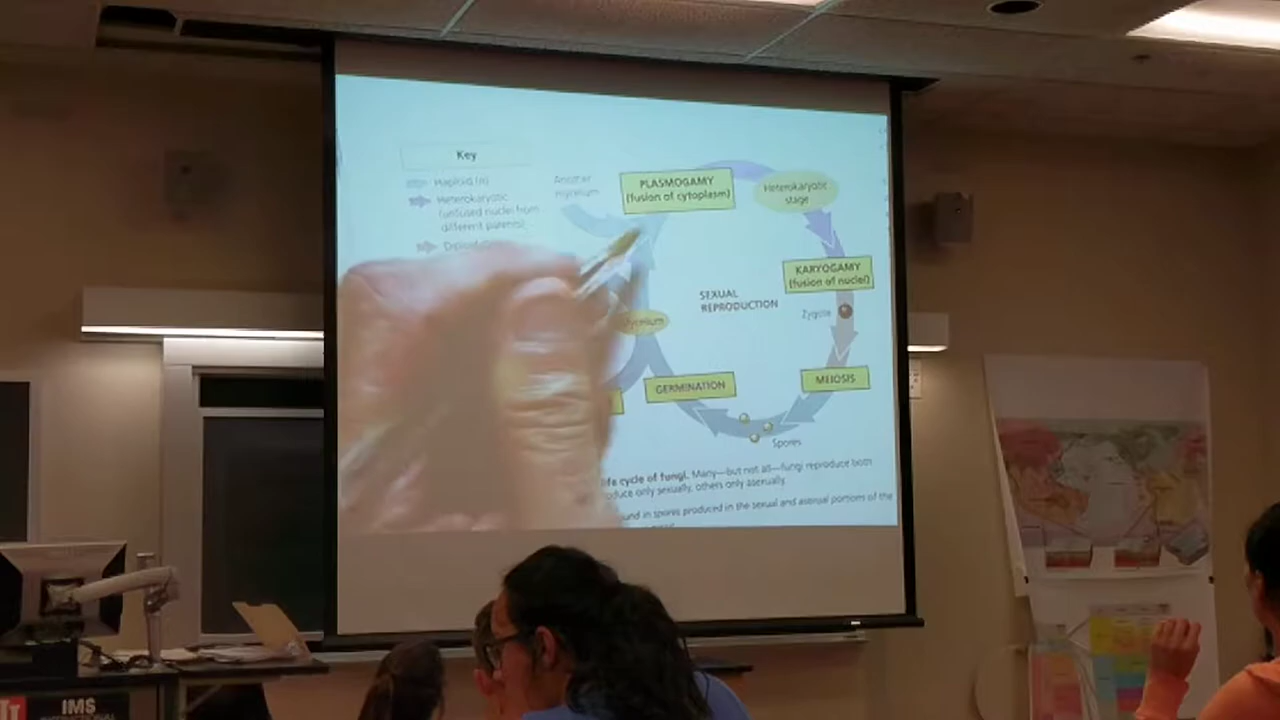 Key
Haploid (n)
Heterokaryotic
(unfused nuclei from
different parents)
Another
mycelium
PLASMOGAMY
(fusion of cytoplasm)
Heterokaryotic
stage
KARYOGAMY
(fusion of nuclei)
SEXUAL
REPRODUCTION
Zygote
MEIOSIS
GERMINATION
Spores
life cycle of fungi. Many—but not all—fungi reproduce both
duce only sexually, others only asexually.
und in spores produced in the sexual and asexual portions of the
IMS